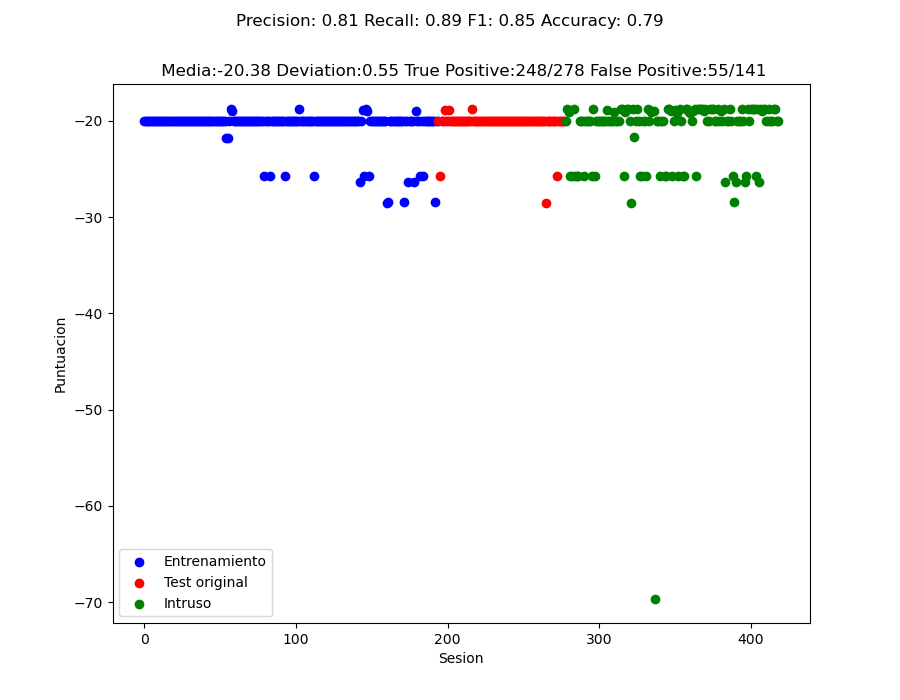 Precision: 0.81 Recall: 0.89 F1: 0.85 Accuracy: 0.79
Media:-20.38 Deviation:0.55 True Positive:248/278 False Positive:55/141
−20
−30
−40
−50
−60
−70
Puntuacion
Entrenamiento
Test original
Intruso
0 100 200 300 400
Sesion